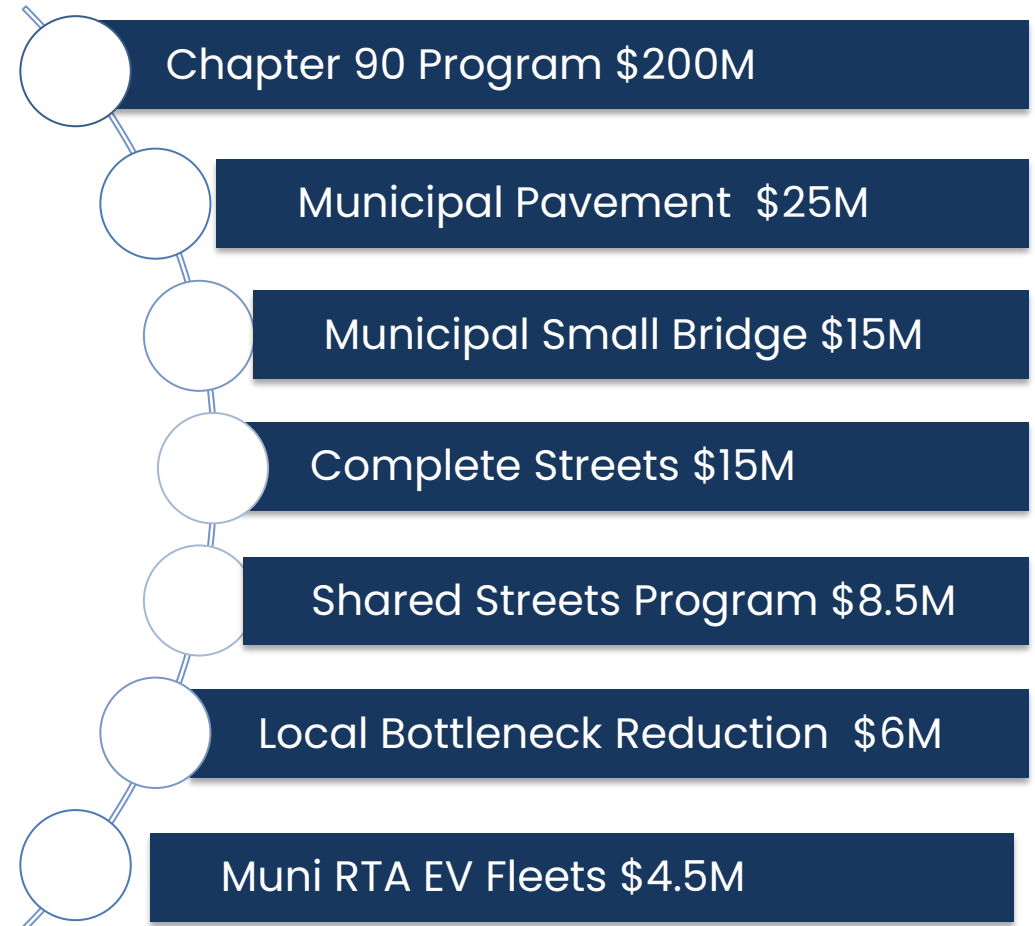 Chapter 90 Program $200M
Municipal Pavement  $25M
Municipal Small Bridge $15M
Complete Streets $15M
Shared Streets Program $8.5M
Local Bottleneck Reduction  $6M
Muni RTA EV Fleets $4.5M